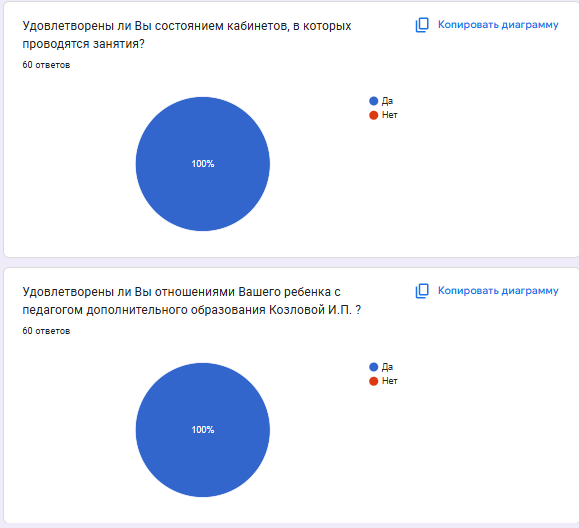 Удовлетворены ли Вы состоянием кабинетов, в которых
проводятся занятия?
Копировать диаграмму
60 ответов
Да
Нет
100%
Удовлетворены ли Вы отношениями Вашего ребенка с
педагогом дополнительного образования Козловой И.П. ?
Копировать диаграмму
60 ответов
Да
Нет
100%